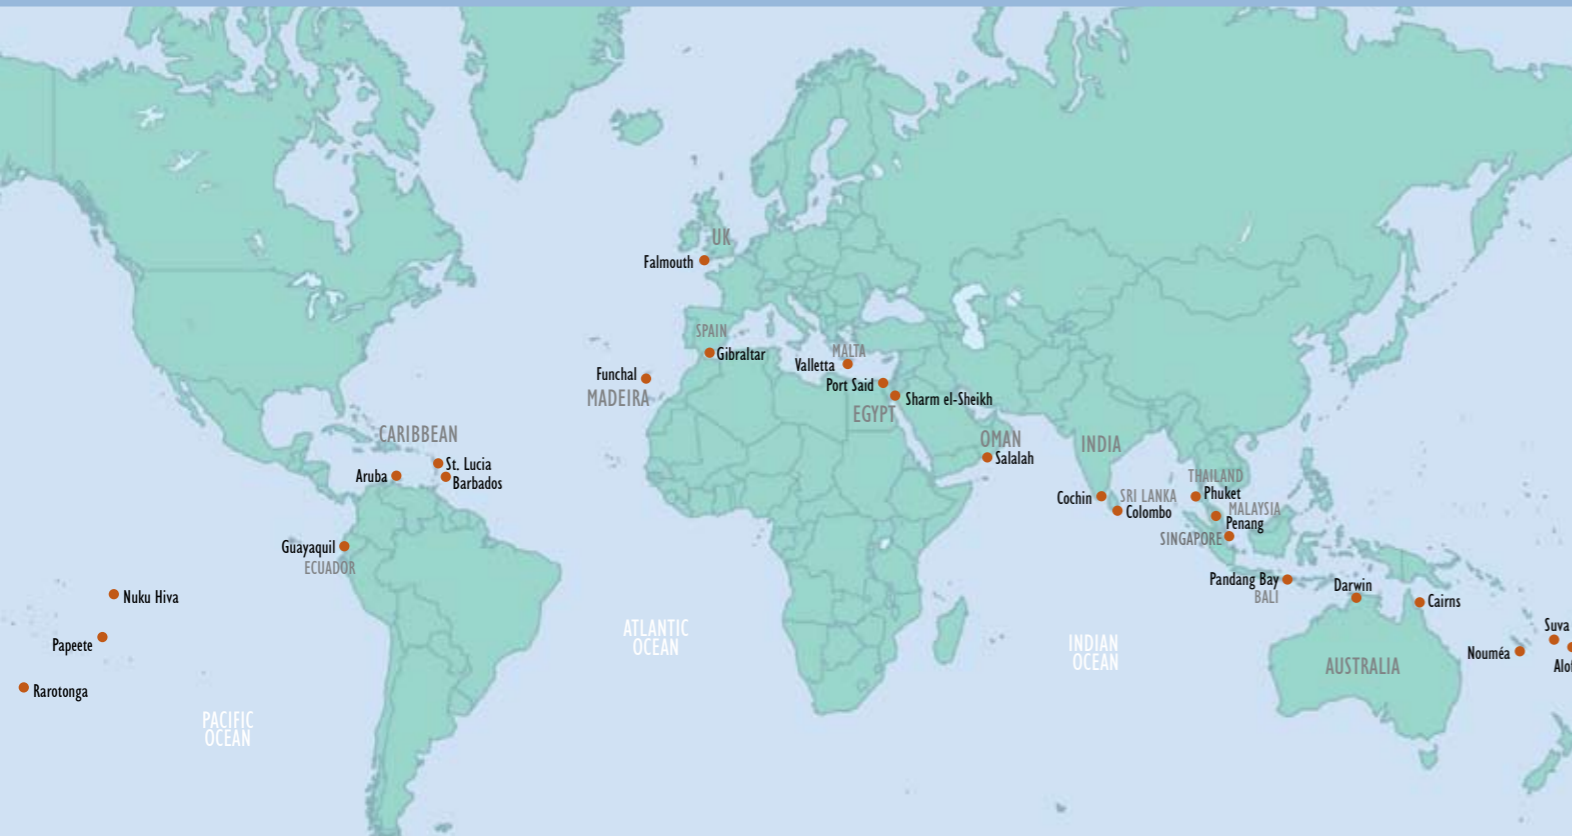 UK
Falmouth
SPAIN
Gibraltar
MALTA
Valletta
Funchal
MADEIRA
Port Said
Sharm el-Sheikh
EGYPT
CARIBBEAN
OMAN
Salalah
INDIA
St. Lucia
Aruba
Barbados
THAILAND
Phuket
Cochin
SRI LANKA
Colombo
MALAYSIA
Penang
SINGAPORE
Guayaquil
ECUADOR
Pandang Bay
BALI
Darwin
Cairns
Nuku Hiva
Suva
Papeete
ATLANTIC
OCEAN
INDIAN
OCEAN
Nouméa
Alof
AUSTRALIA
Rarotonga
PACIFIC
OCEAN